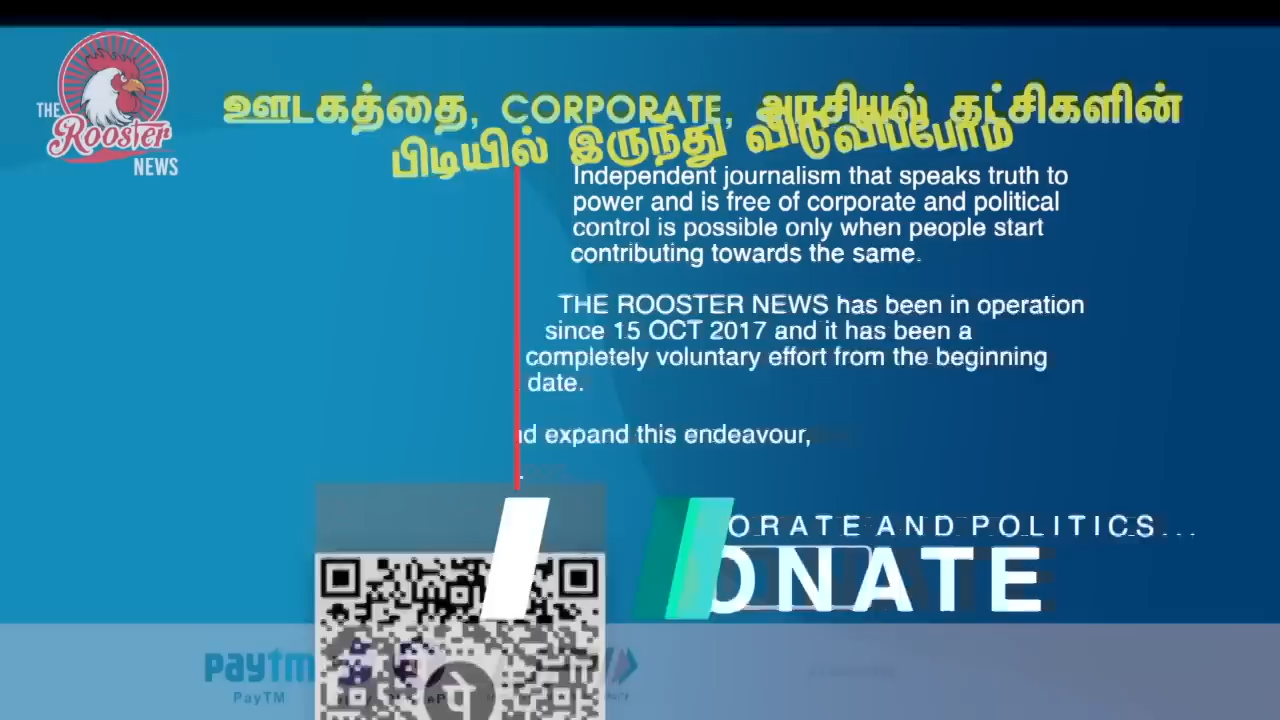 THE
Rooster
NEWS
ஊடகத்தை, CORPORATE, அரசியல் கட்சிகளின்
பிடியில் இருந்து விடுவிப்போம்
Independent journalism that speaks truth to
power and is free of corporate and political
control is possible only when people start
contributing towards the same.
THE ROOSTER NEWS has been in operation
since 15 OCT 2017 and it has been a
completely voluntary effort from the beginning
date.
nd expand this endeavour,
.
ORATE AND POLITICS...
ONATE
paytm
PayTM
पे